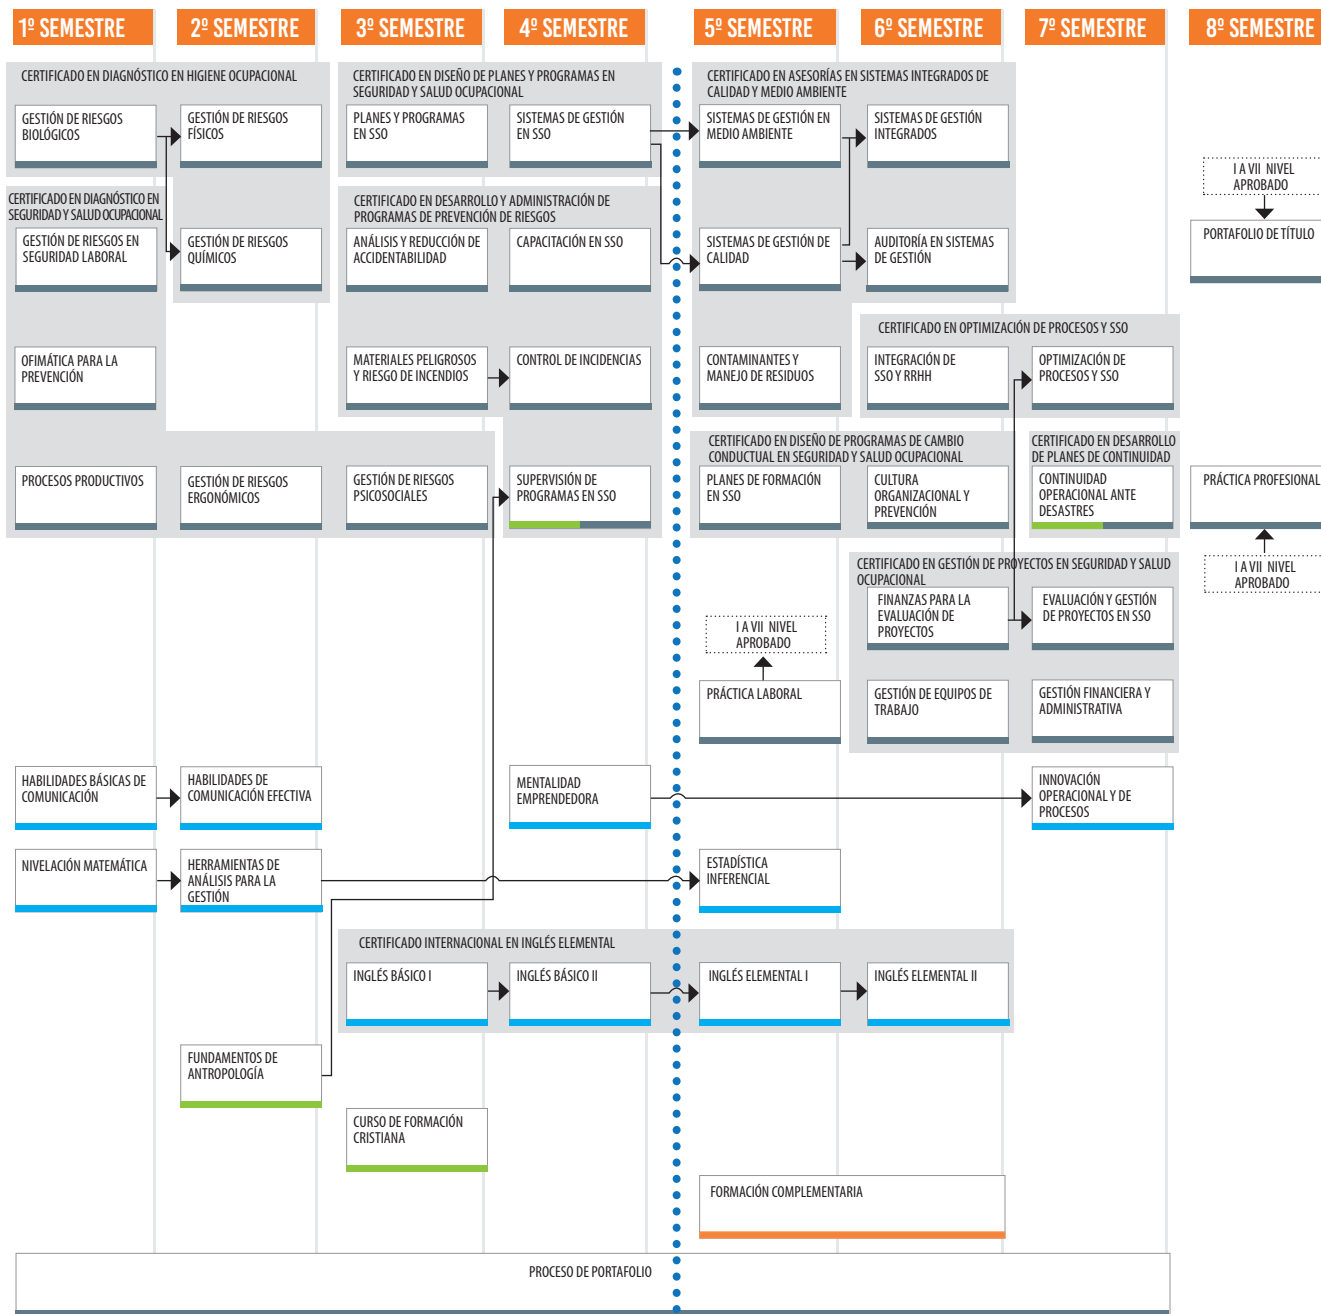 1º SEMESTRE
2º SEMESTRE
3º SEMESTRE
4º SEMESTRE
5º SEMESTRE
6º SEMESTRE
7º SEMESTRE
8º SEMESTRE
CERTIFICADO EN DIAGNÓSTICO EN HIGIENE OCUPACIONAL
CERTIFICADO EN DISEÑO DE PLANES Y PROGRAMAS EN
SEGURIDAD Y SALUD OCUPACIONAL
CERTIFICADO EN ASESORÍAS EN SISTEMAS INTEGRADOS DE
CALIDAD Y MEDIO AMBIENTE
GESTIÓN DE RIESGOS
BIOLÓGICOS
GESTIÓN DE RIESGOS
FÍSICOS
PLANES Y PROGRAMAS
EN SSO
SISTEMAS DE GESTIÓN
EN SSO
SISTEMAS DE GESTIÓN EN
MEDIO AMBIENTE
SISTEMAS DE GESTIÓN
INTEGRADOS
I A VII NIVEL
APROBADO
CERTIFICADO EN DIAGNÓSTICO EN
SEGURIDAD Y SALUD OCUPACIONAL
CERTIFICADO EN DESARROLLO Y ADMINISTRACIÓN DE
PROGRAMAS DE PREVENCIÓN DE RIESGOS
GESTIÓN DE RIESGOS EN
SEGURIDAD LABORAL
GESTIÓN DE RIESGOS
QUÍMICOS
ANÁLISIS Y REDUCCIÓN DE
ACCIDENTABILIDAD
CAPACITACIÓN EN SSO
SISTEMAS DE GESTIÓN DE
CALIDAD
AUDITORÍA EN SISTEMAS
DE GESTIÓN
PORTAFOLIO DE TÍTULO
CERTIFICADO EN OPTIMIZACIÓN DE PROCESOS Y SSO
OFIMÁTICA PARA LA
PREVENCIÓN
MATERIALES PELIGROSOS
Y RIESGO DE INCENDIOS
CONTROL DE INCIDENCIAS
CONTAMINANTES Y
MANEJO DE RESIDUOS
INTEGRACIÓN DE
SSO Y RRHH
OPTIMIZACIÓN DE
PROCESOS Y SSO
CERTIFICADO EN DISEÑO DE PROGRAMAS DE CAMBIO
CONDUCTUAL EN SEGURIDAD Y SALUD OCUPACIONAL
CERTIFICADO EN DESARROLLO
DE PLANES DE CONTINUIDAD
PROCESOS PRODUCTIVOS
GESTIÓN DE RIESGOS
ERGONÓMICOS
GESTIÓN DE RIESGOS
PSICOSOCIALES
SUPERVISIÓN DE
PROGRAMAS EN SSO
PLANES DE FORMACIÓN
EN SSO
CULTURA
ORGANIZACIONAL Y
PREVENCIÓN
CONTINUIDAD
OPERACIONAL ANTE
DESASTRES
PRÁCTICA PROFESIONAL
I A VII NIVEL
APROBADO
CERTIFICADO EN GESTIÓN DE PROYECTOS EN SEGURIDAD Y SALUD
OCUPACIONAL
FINANZAS PARA LA
EVALUACIÓN DE
PROYECTOS
EVALUACIÓN Y GESTIÓN
DE PROYECTOS EN SSO
I A VII NIVEL
APROBADO
PRÁCTICA LABORAL
GESTIÓN DE EQUIPOS DE
TRABAJO
GESTIÓN FINANCIERA Y
ADMINISTRATIVA
HABILIDADES BÁSICAS DE
COMUNICACIÓN
HABILIDADES DE
COMUNICACIÓN EFECTIVA
MENTALIDAD
EMPRENDEDORA
INNOVACIÓN
OPERACIONAL Y DE
PROCESOS
NIVELACIÓN MATEMÁTICA
HERRAMIENTAS DE
ANÁLISIS PARA LA
GESTIÓN
ESTADÍSTICA
INFERENCIAL
CERTIFICADO INTERNACIONAL EN INGLÉS ELEMENTAL
INGLÉS BÁSICO I
INGLÉS BÁSICO II
INGLÉS ELEMENTAL I
INGLÉS ELEMENTAL II
FUNDAMENTOS DE
ANTROPOLOGÍA
CURSO DE FORMACIÓN
CRISTIANA
FORMACIÓN COMPLEMENTARIA
PROCESO DE PORTAFOLIO